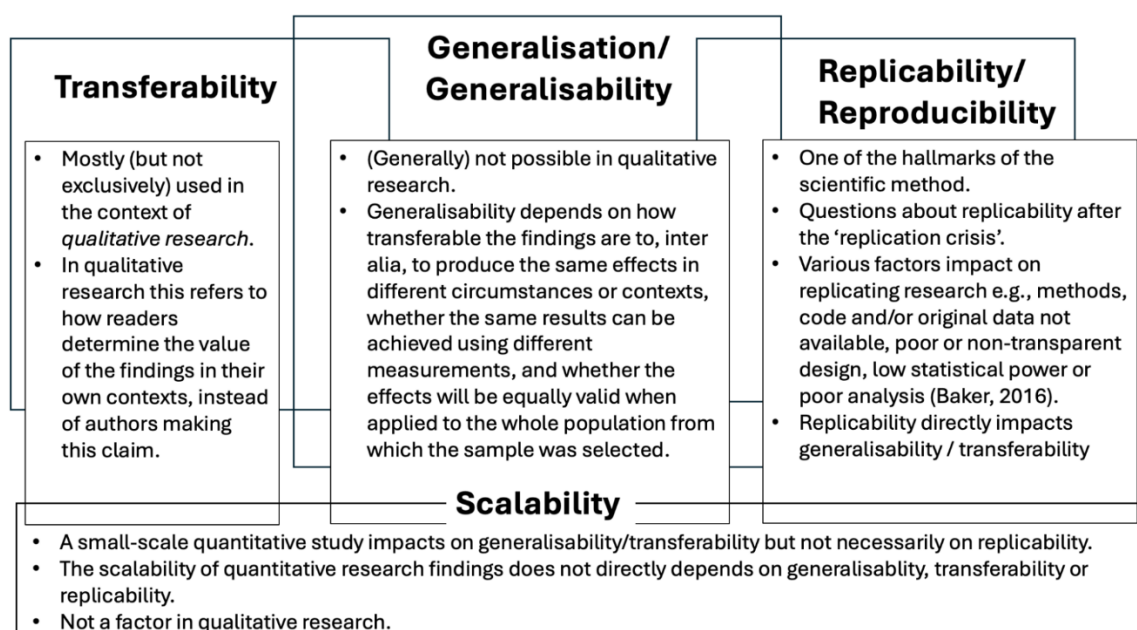 Transferability
• Mostly (but not
exclusively) used in
the context of
qualitative research.
• In qualitative
research this refers to
how readers
determine the value
of the findings in their
own contexts, instead
of authors making
this claim.
Generalisation/
Generalisability
• (Generally) not possible in qualitative
research.
• Generalisability depends on how
transferable the findings are to, inter
alia, to produce the same effects in
different circumstances or contexts,
whether the same results can be
achieved using different
measurements, and whether the
effects will be equally valid when
applied to the whole population from
which the sample was selected.
Replicability/
Reproducibility
• One of the hallmarks of the
scientific method.
• Questions about replicability after
the ‘replication crisis’.
• Various factors impact on
replicating research e.g., methods,
code and/or original data not
available, poor or non-transparent
design, low statistical power or
poor analysis (Baker, 2016).
• Replicability directly impacts
generalisability / transferability
Scalability
• A small-scale quantitative study impacts on generalisability/transferability but not necessarily on replicability.
• The scalability of quantitative research findings does not directly depends on generalisablity, transferability or
replicability.
• Not a factor in qualitative research.